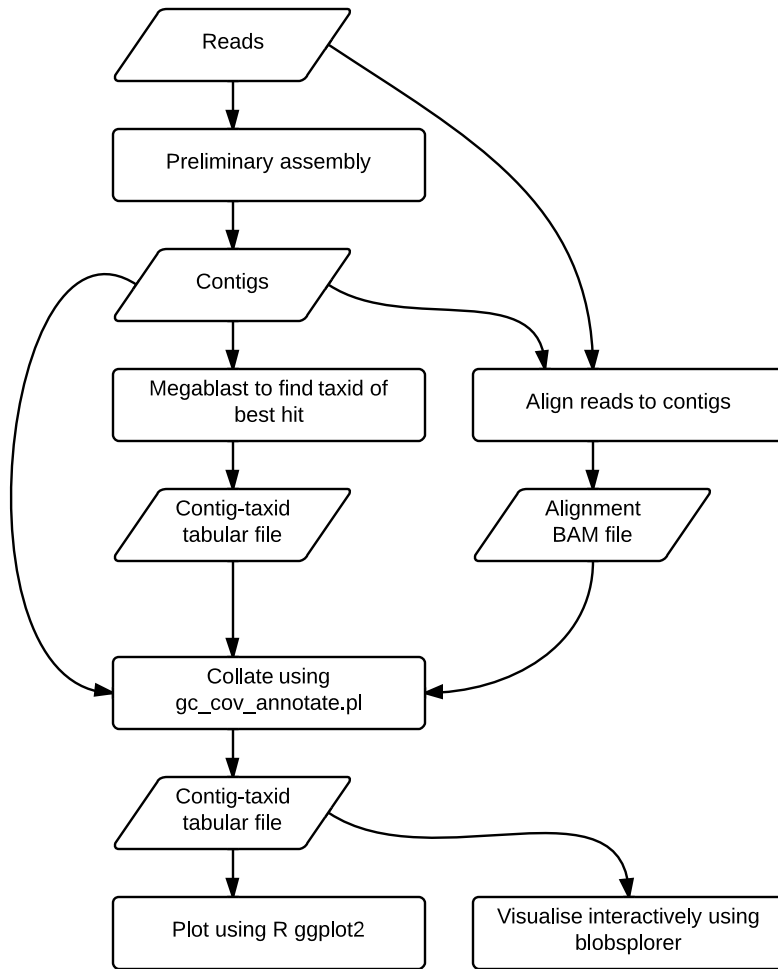 Reads
Preliminary assembly
Contigs
Megablast to find taxid of
best hit
Align reads to contigs
Contig-taxid
tabular file
Alignment
BAM file
Collate using
gc_cov_annotate.pl
Contig-taxid
tabular file
Plot using R ggplot2
Visualise interactively using
blobsplorer